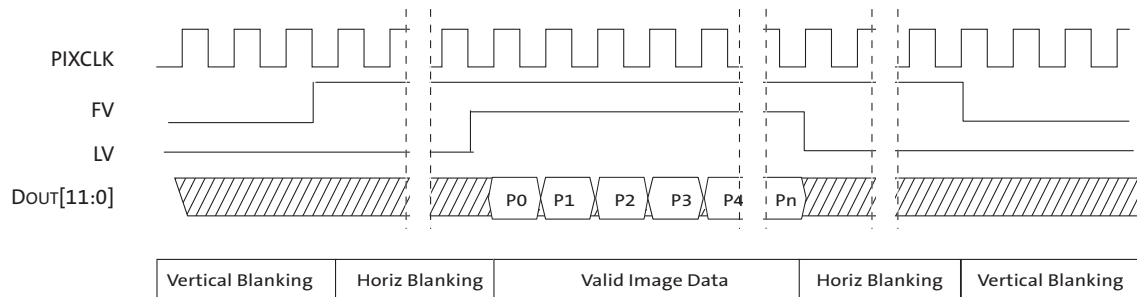 PIXCLK
FV
LV
DOUT[11:0]
P0 P1 P2 P3 P4 Pn
Vertical Blanking Horiz Blanking Valid Image Data Horiz Blanking Vertical Blanking